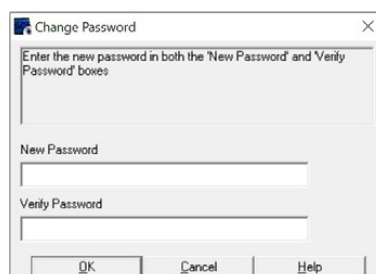 Change Password
Enter the new password in both the 'New Password' and 'Verify
Password' boxes
New Password
Verify Password
OK Cancel Help